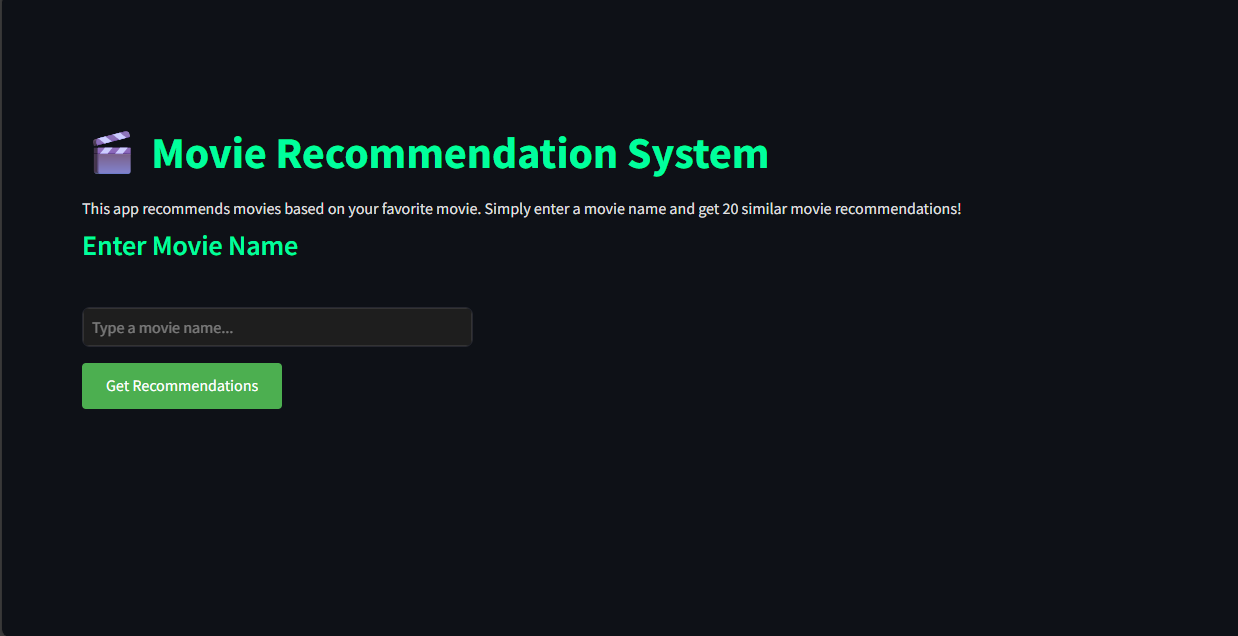 Movie Recommendation System
This app recommends movies based on your favorite movie. Simply enter a movie name and get 20 similar movie recommendations!
Enter Movie Name
Type a movie name...
Get Recommendations